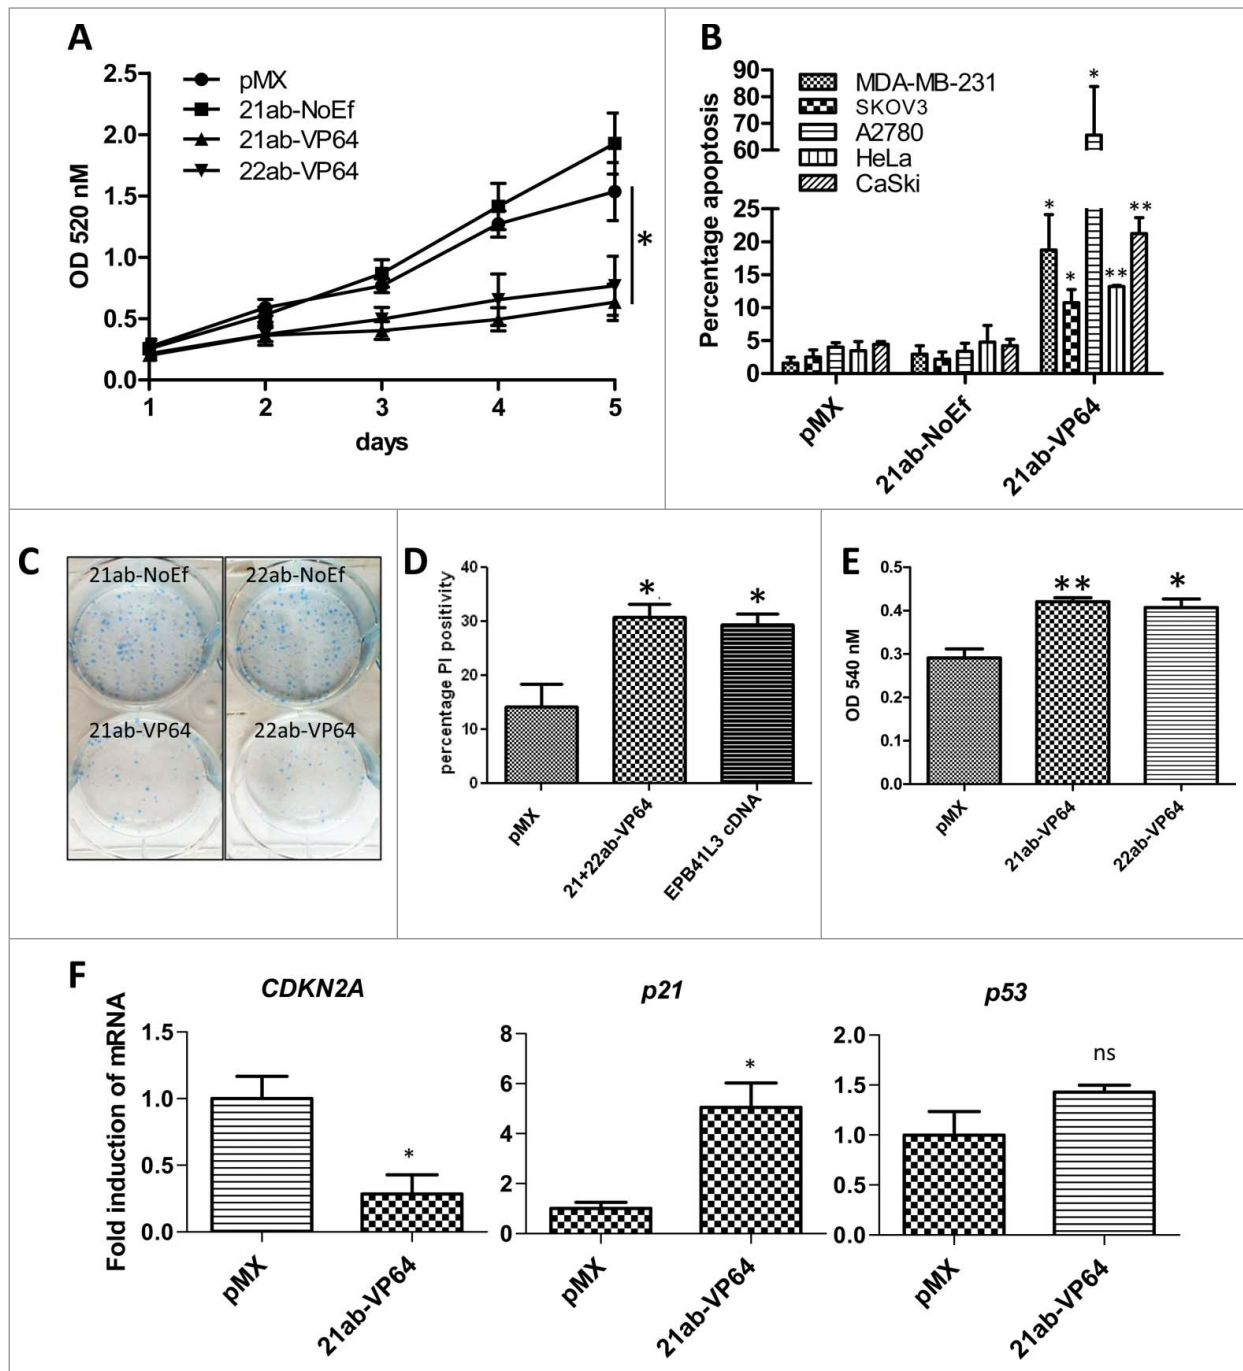 A
pMX
21ab-NoEf
21ab-VP64
22ab-VP64
OD 520 nM
2.5
2.0
1.5
1.0
0.5
0.0
1
2
3
4
5
days
*
B
MDA-MB-231
SKOV3
A2780
HeLa
CaSki
Percentage apoptosis
90
80
70
60
25
20
15
10
5
0
*
*
*
**
**
pMX
21ab-NoEf
21ab-VP64
C
21ab-NoEf
22ab-NoEf
21ab-VP64
22ab-VP64
D
percentage PI positivity
40
30
20
10
0
*
*
pMX
21+22ab-VP64
EPB41L3 cDNA
E
OD 540 nM
0.5
0.4
0.3
0.2
0.1
0.0
**
*
pMX
21ab-VP64
22ab-VP64
F
Fold induction of mRNA
CDKN2A
1.5
1.0
0.5
0.0
*
pMX
21ab-VP64
p21
8
6
4
2
0
*
pMX
21ab-VP64
p53
2.0
1.5
1.0
0.5
0.0
ns
pMX
21ab-VP64